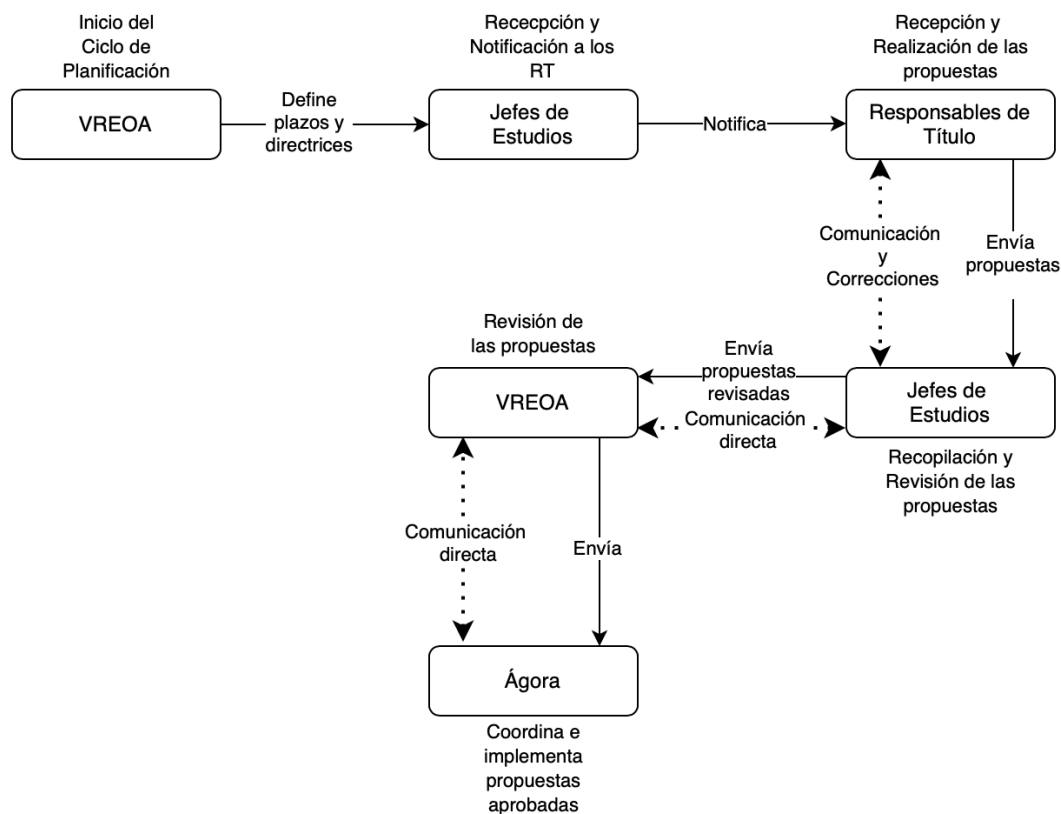 Inicio del
Ciclo de
Planificación
VREOA
Define
plazos y
directrices
Rececpción y
Notificación a los
RT
Jefes de
Estudios
Notifica
Recepción y
Realización de las
propuestas
Responsables de
Título
Comunicación
y
Correcciones
Envía
propuestas
Jefes de
Estudios
Recopilación y
Revisión de las
propuestas
Envía
propuestas
revisadas
Comunicación
directa
Revisión de
las propuestas
VREOA
Comunicación
directa
Envía
Ágora
Coordina e
implementa
propuestas
aprobadas